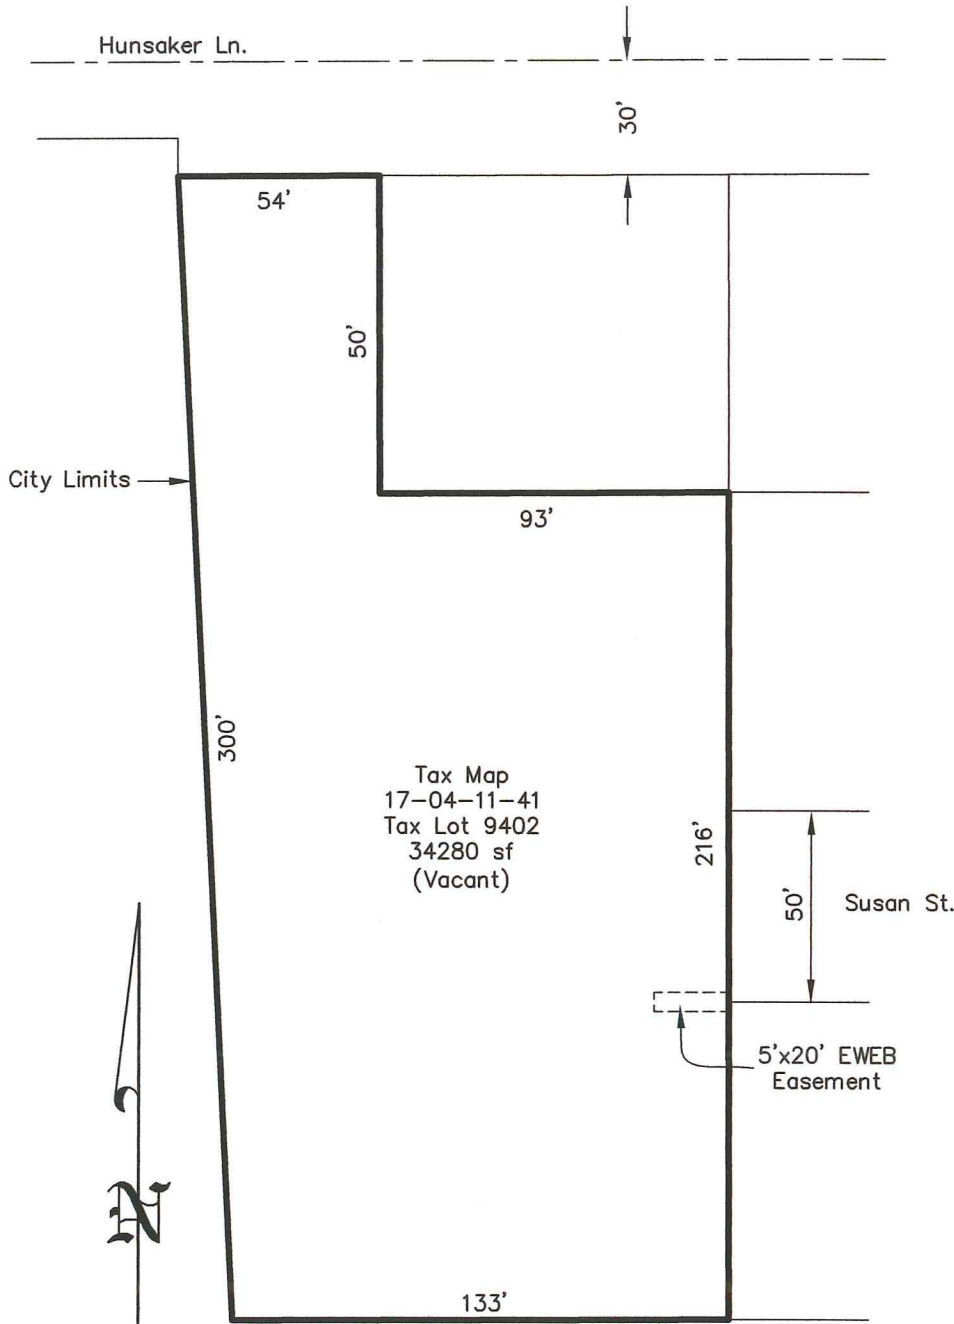 Hunsaker Ln.
30'
54'
50'
City Limits
93'
300'
Tax Map
17-04-11-41
Tax Lot 9402
34280 sf
(Vacant)
216'
50'
Susan St.
5'x20' EWEB
Easement
N
133'